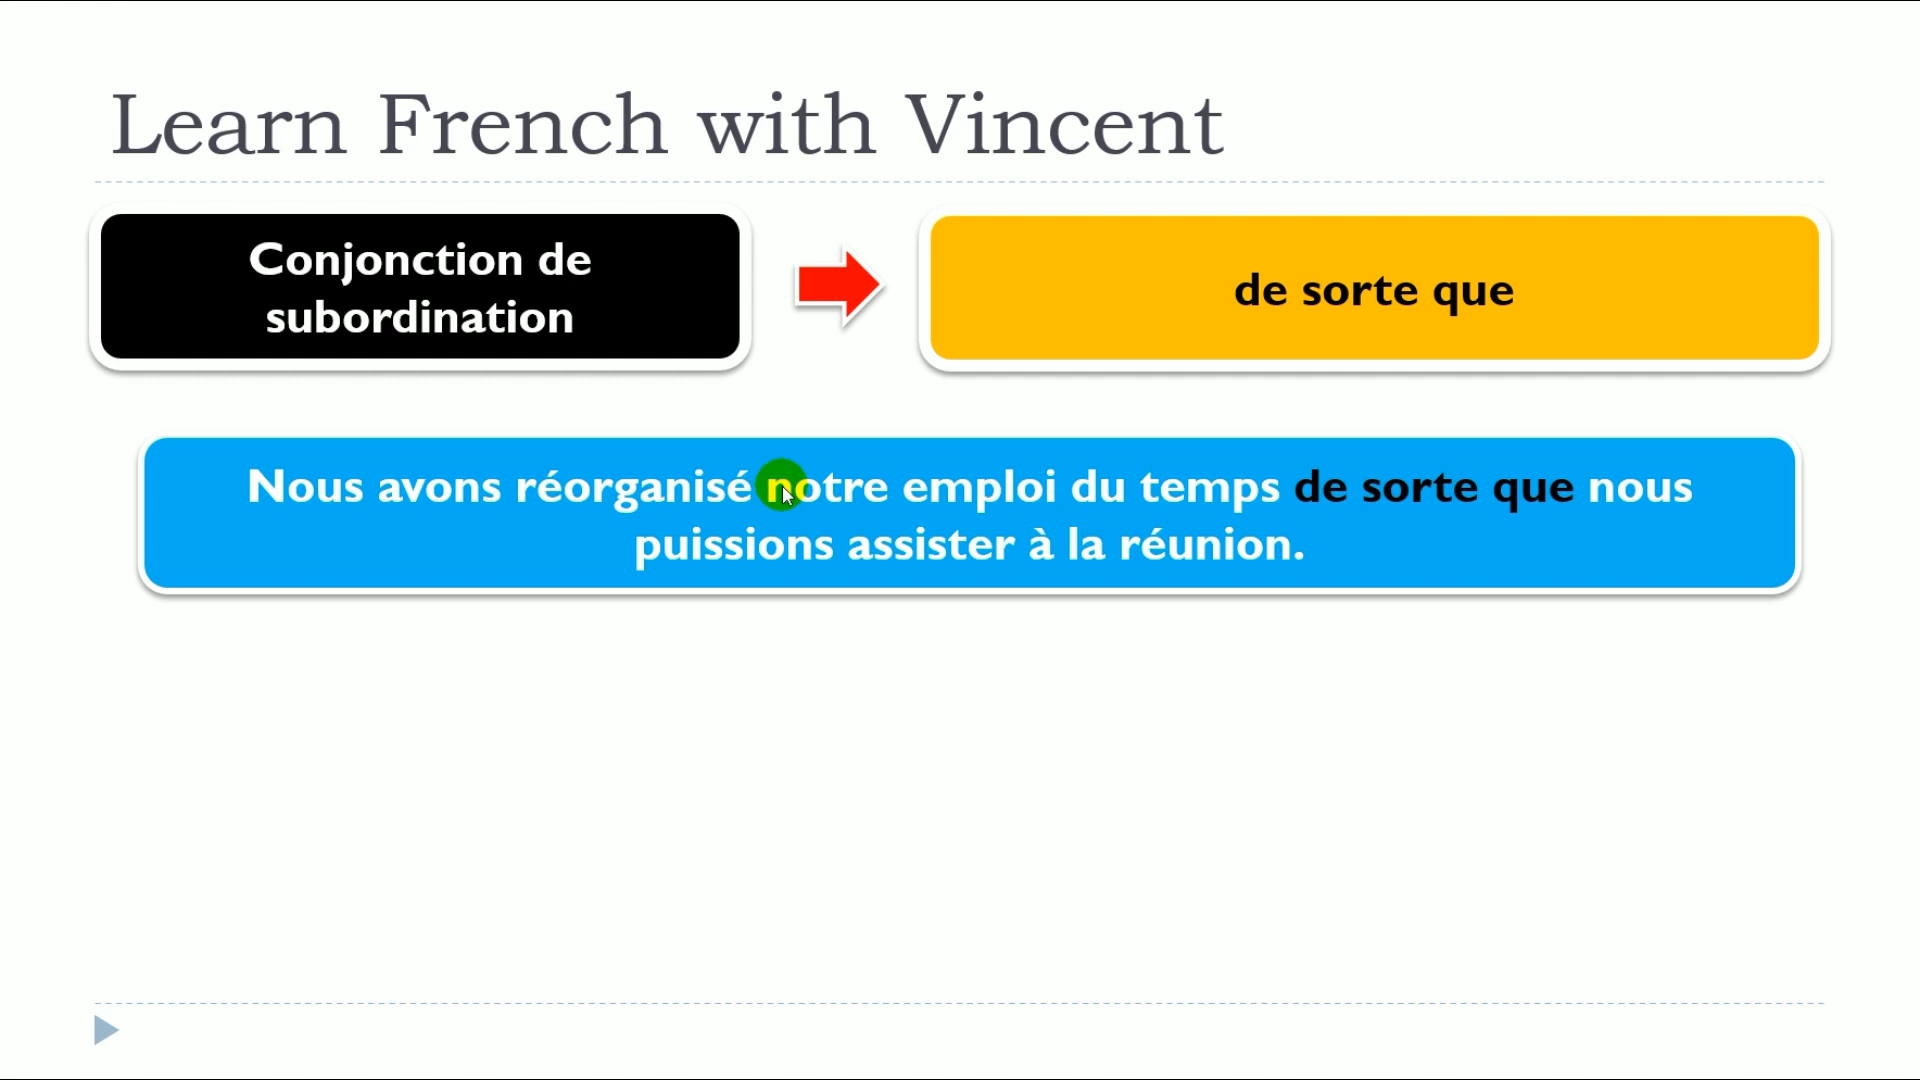 Learn French with Vincent
Conjonction de
subordination
de sorte que
Nous avons réorganisé notre emploi du temps de sorte que nous
puissions assister à la réunion.